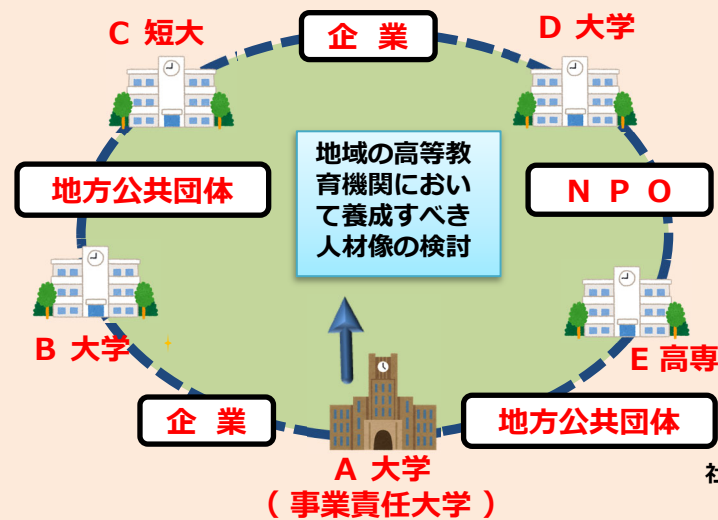 C 短大
企 業
D 大学
地域の高等教
育機関におい
て養成すべき
人材像の検討
地方公共団体
N P O
B 大学
E 高専
企 業
地方公共団体
A 大学
( 事業責任大学 )
社